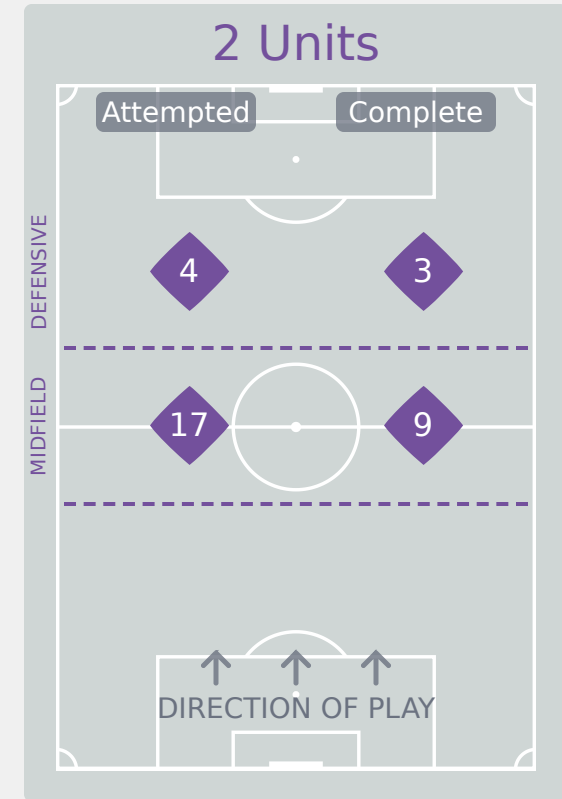 2 Units
Attempted Complete
DEFENSIVE
4 3
MIDFIELD
17 9
DIRECTION OF PLAY